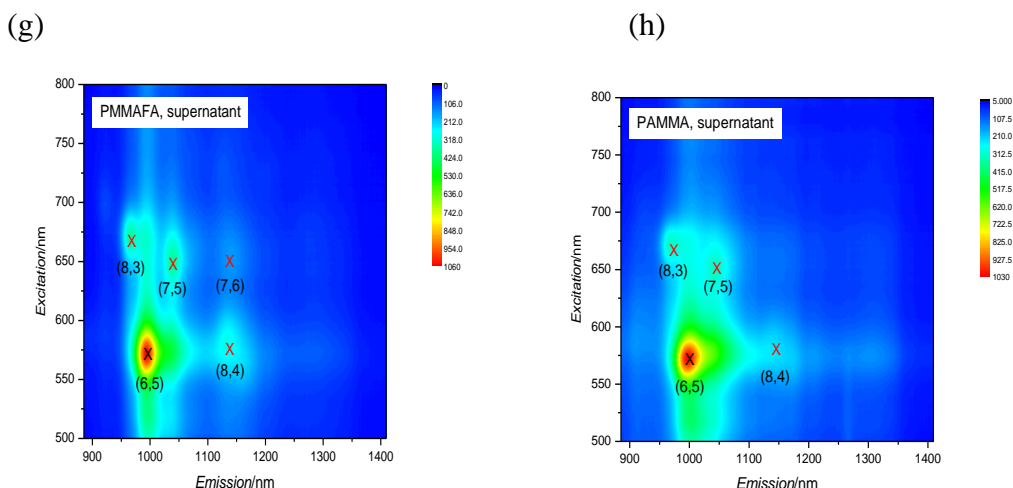 (g)
(h)
PMMAFA, supernatant
800
750
700
650
600
550
500
Excitation/nm
900 1000 1100 1200 1300 1400
Emission/nm
X
(8,3)
X
(7,5)
X
(7,6)
X
(6,5)
X
(8,4)
0
106.0
212.0
318.0
424.0
530.0
636.0
742.0
848.0
954.0
1060
PAMMA, supernatant
800
750
700
650
600
550
500
Excitation/nm
900 1000 1100 1200 1300 1400
Emission/nm
X
(8,3)
X
(7,5)
X
(6,5)
X
(8,4)
5.000
107.5
210.0
312.5
415.0
517.5
620.0
722.5
825.0
927.5
1030